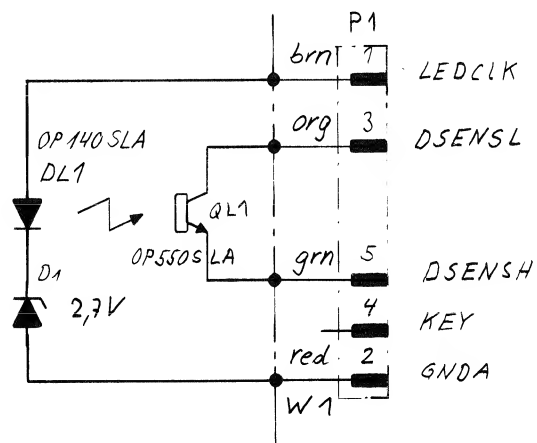 P1
brn 1 LEDCLK
org 3 DSENSL
OP140SLA
DL1
QL1
OP550SLA
grn 5 DSENSH
D1
2,7V
4 KEY
red 2 GNDA
W1